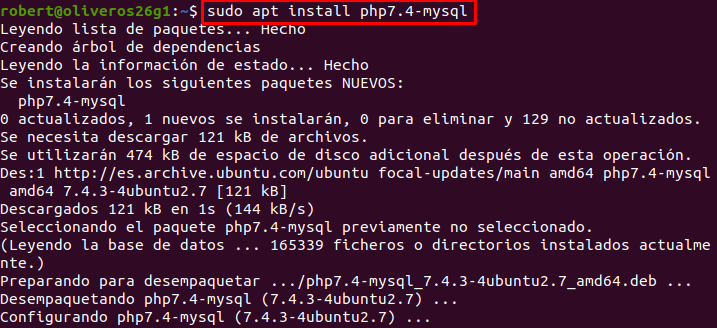 robert@oliveros26g1:~$ sudo apt install php7.4-mysql
Leyendo lista de paquetes... Hecho
Creando árbol de dependencias
Leyendo la información de estado... Hecho
Se instalarán los siguientes paquetes NUEVOS:
  php7.4-mysql
0 actualizados, 1 nuevos se instalarán, 0 para eliminar y 129 no actualizados.
Se necesita descargar 121 kB de archivos.
Se utilizarán 474 kB de espacio de disco adicional después de esta operación.
Des:1 http://es.archive.ubuntu.com/ubuntu focal-updates/main amd64 php7.4-mysql
 amd64 7.4.3-4ubuntu2.7 [121 kB]
Descargados 121 kB en 1s (144 kB/s)
Seleccionando el paquete php7.4-mysql previamente no seleccionado.
(Leyendo la base de datos ... 165339 ficheros o directorios instalados actualme
nte.)
Preparando para desempaquetar .../php7.4-mysql_7.4.3-4ubuntu2.7_amd64.deb ...
Desempaquetando php7.4-mysql (7.4.3-4ubuntu2.7) ...
Configurando php7.4-mysql (7.4.3-4ubuntu2.7) ...